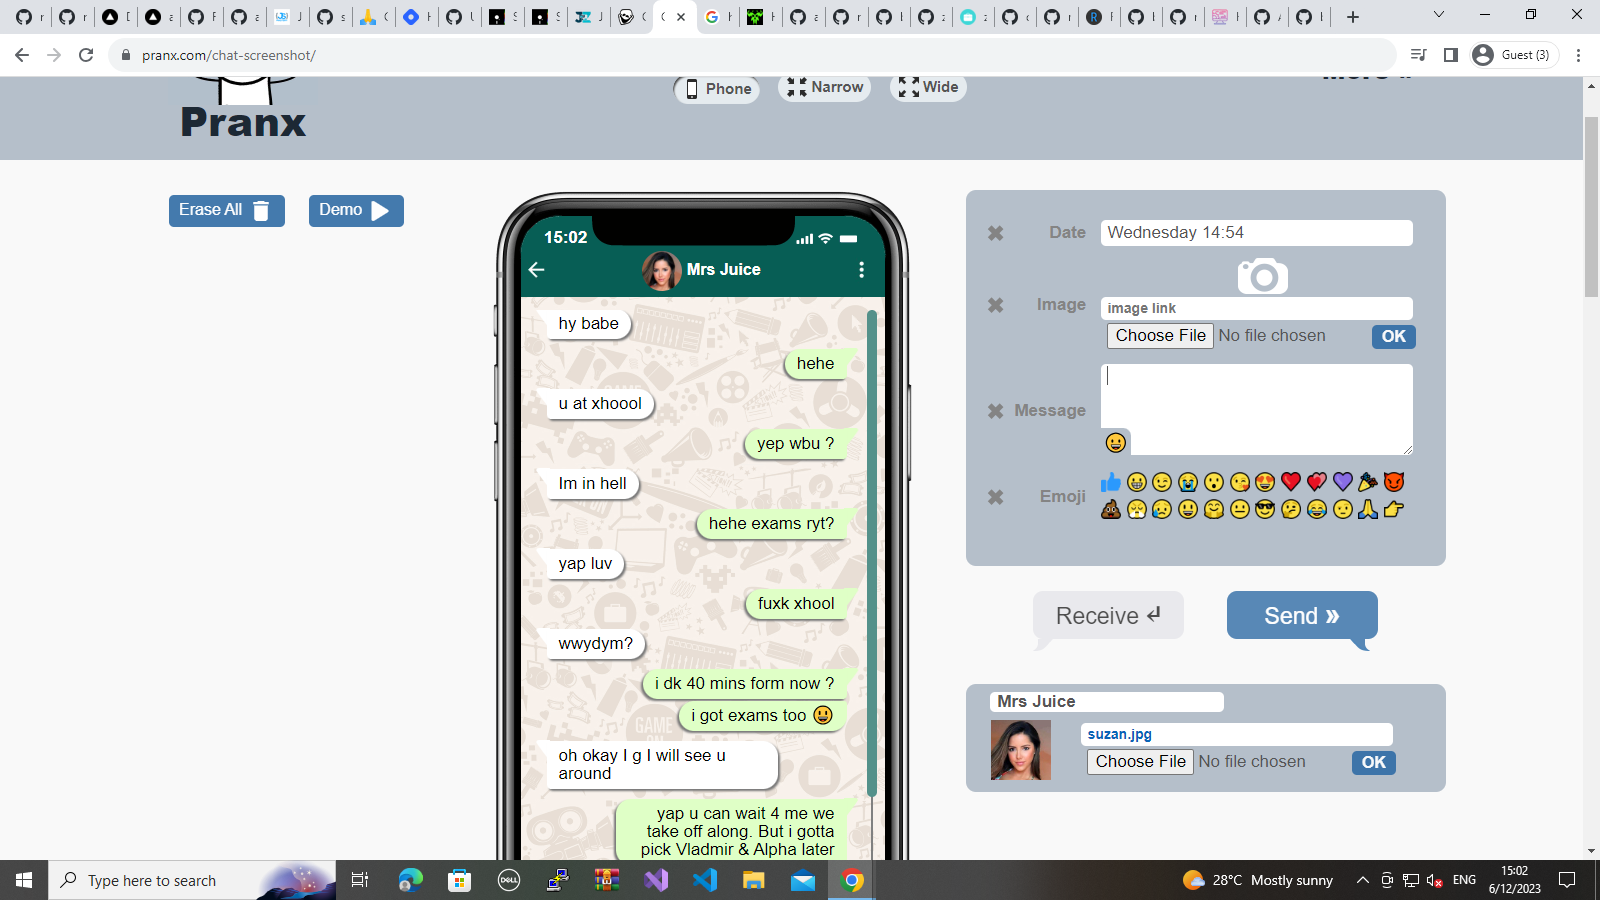 pranx.com/chat-screenshot/
Guest (3)
Pranx
Phone
Narrow
Wide
Erase All
Demo
15:02
Mrs Juice
hy babe
hehe
u at xhoool
yep wbu ?
Im in hell
hehe exams ryt?
yap luv
fuxk xhool
wwydym?
i dk 40 mins form now ?
i got exams too 😃
oh okay I g I will see u
around
yap u can wait 4 me we
take off along. But i gotta
pick Vladmir & Alpha later
Date
Wednesday 14:54
Image
image link
Choose File No file chosen
OK
Message
Emoji
Receive
Send »
Mrs Juice
suzan.jpg
Choose File No file chosen
OK
Type here to search
DELL
28°C Mostly sunny
ENG
15:02
6/12/2023